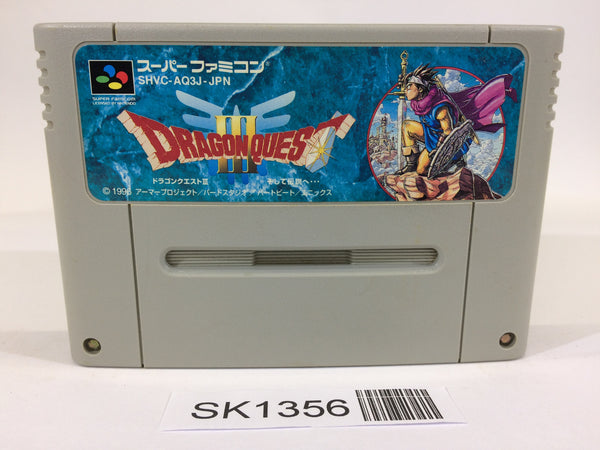 スーパーファミコン®
SHVC-AQ3J-JPN
SUPER FAMICOM
LICENSED BY NINTENDO
DRAGON QUEST
III
ドラゴンクエストⅢ そして伝説へ…
© 1996 アーマープロジェクト/バードスタジオ/ハートビート/エニックス
SK1356